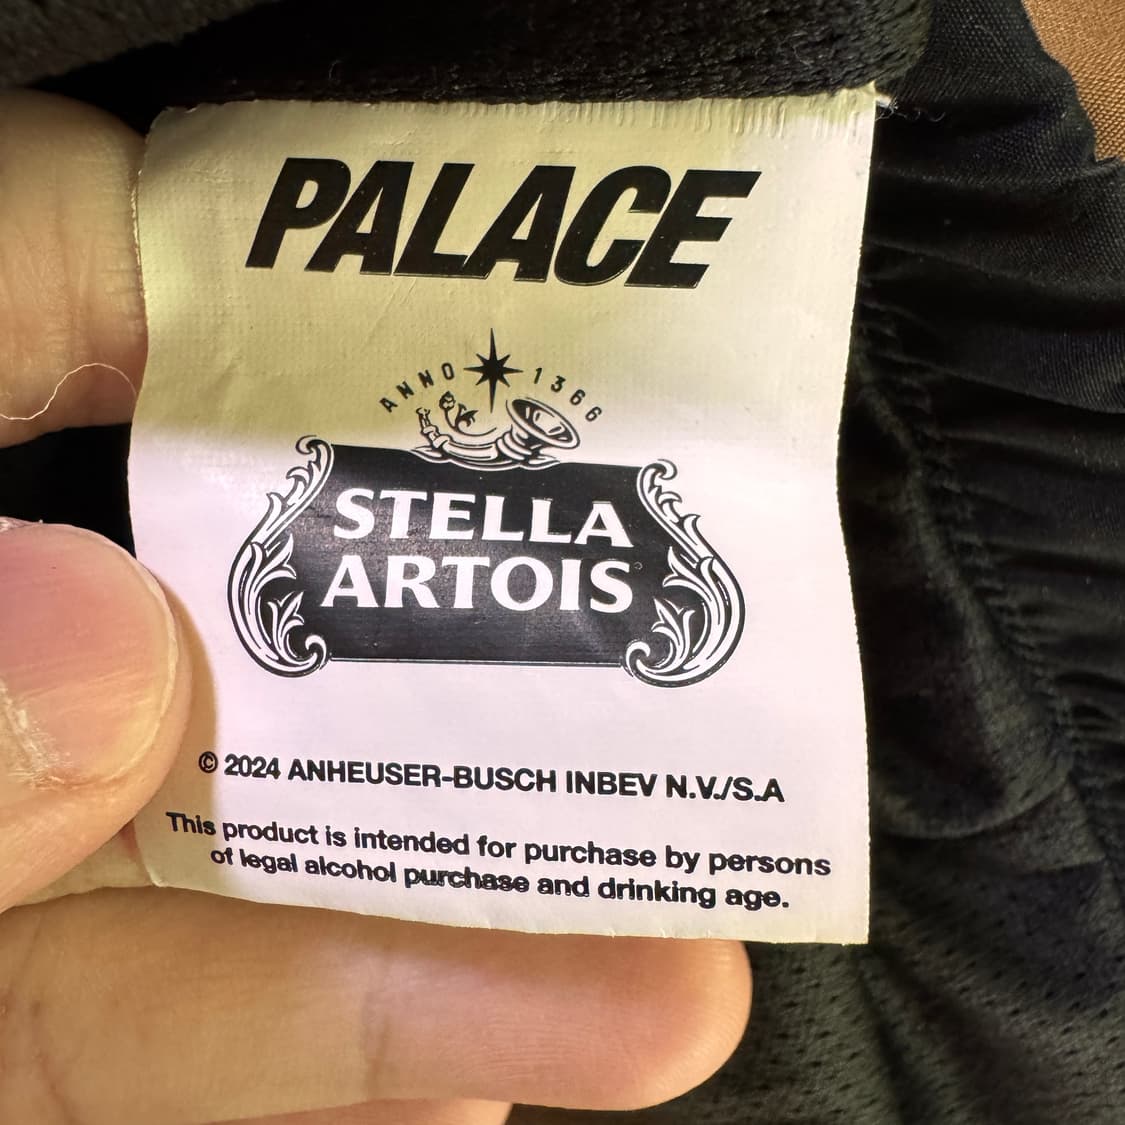 PALACE
ANNO 1366
STELLA
ARTOIS
© 2024 ANHEUSER-BUSCH INBEV N.V./S.A
This product is intended for purchase by persons
of legal alcohol purchase and drinking age.